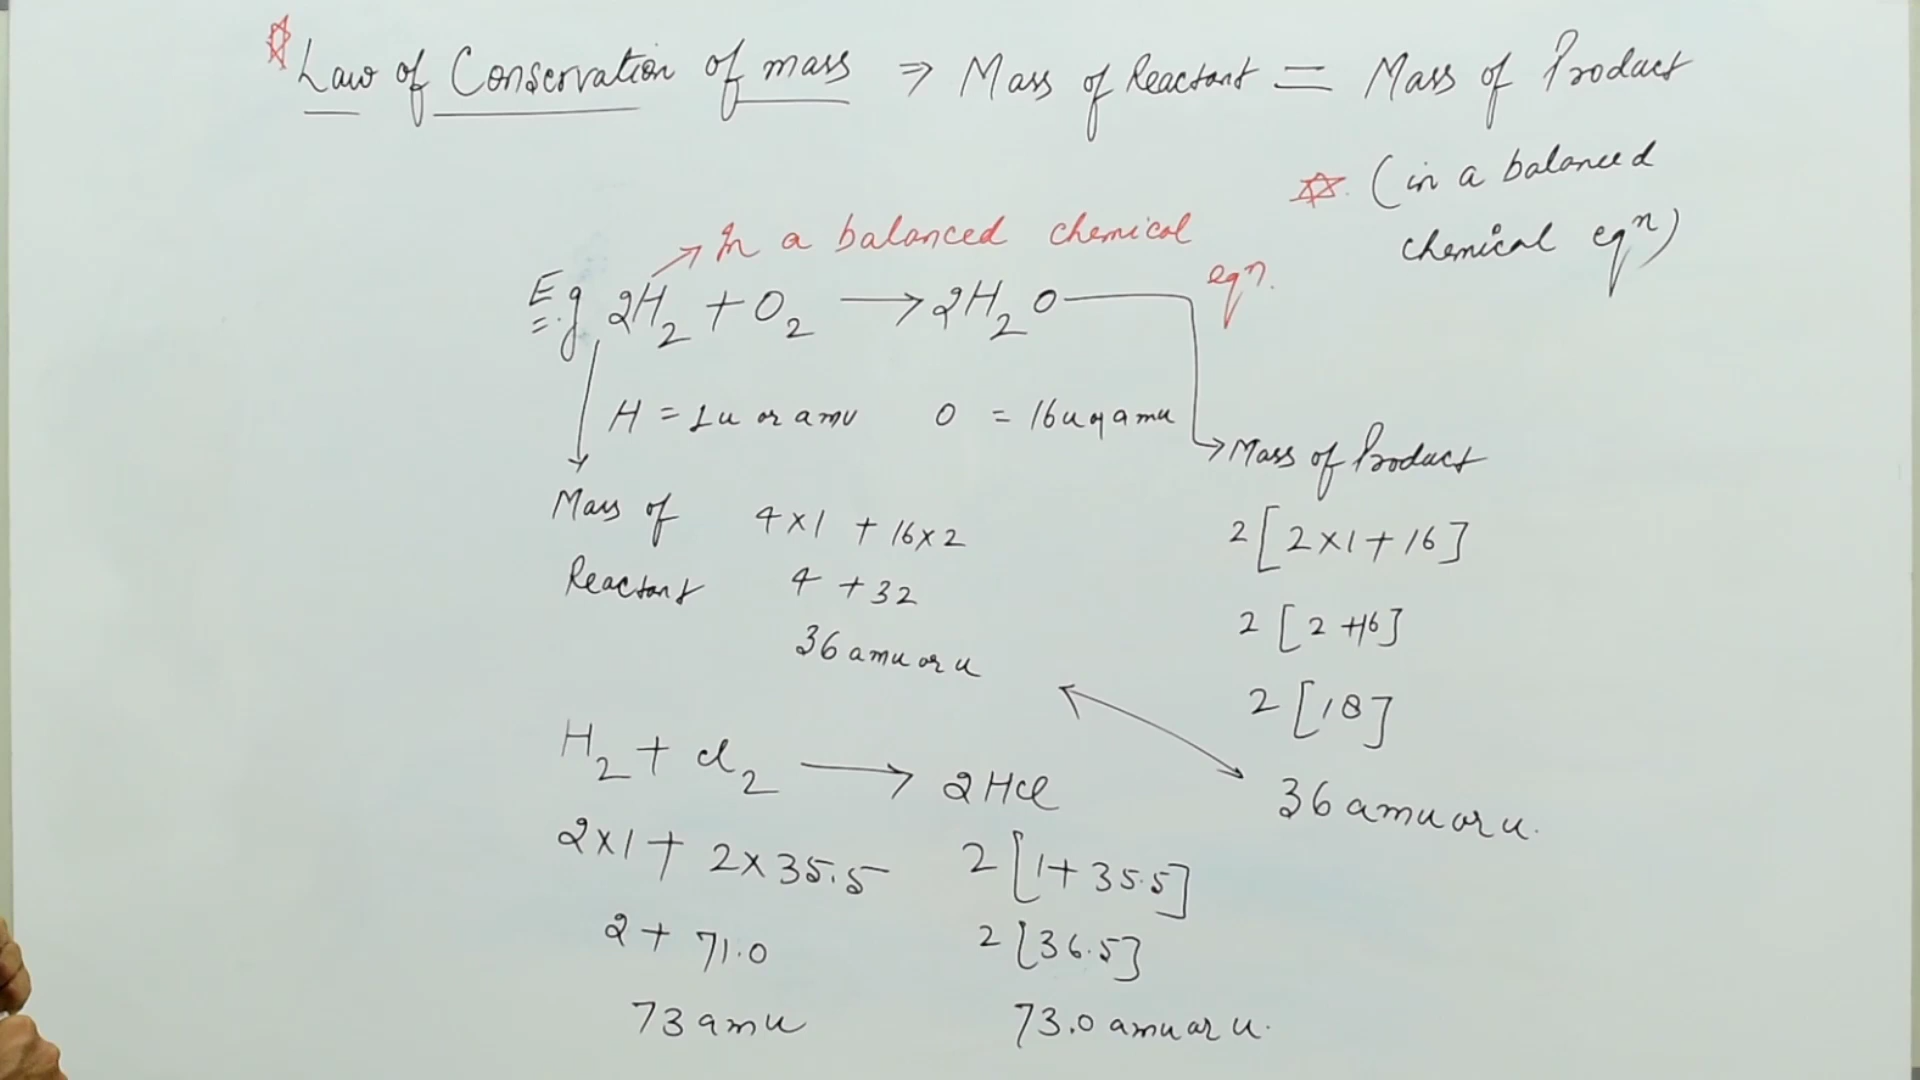 Law of Conservation of mass ⇒ Mass of Reactant = Mass of Product
(in a balanced
chemical eqⁿ)
→ In a balanced chemical
eqⁿ.
E.g 2H₂ + O₂ → 2H₂O
H = 1u or amu O = 16u or amu
Mass of
Reactant
4×1 + 16×2
4 + 32
36 amu or u
→ Mass of Product
2[2×1+16]
2[2+16]
2[18]
36 amu or u.
H₂ + Cl₂ → 2HCl
2×1 + 2×35.5 2[1+35.5]
2 + 71.0 2[36.5]
73 amu 73.0 amu or u.